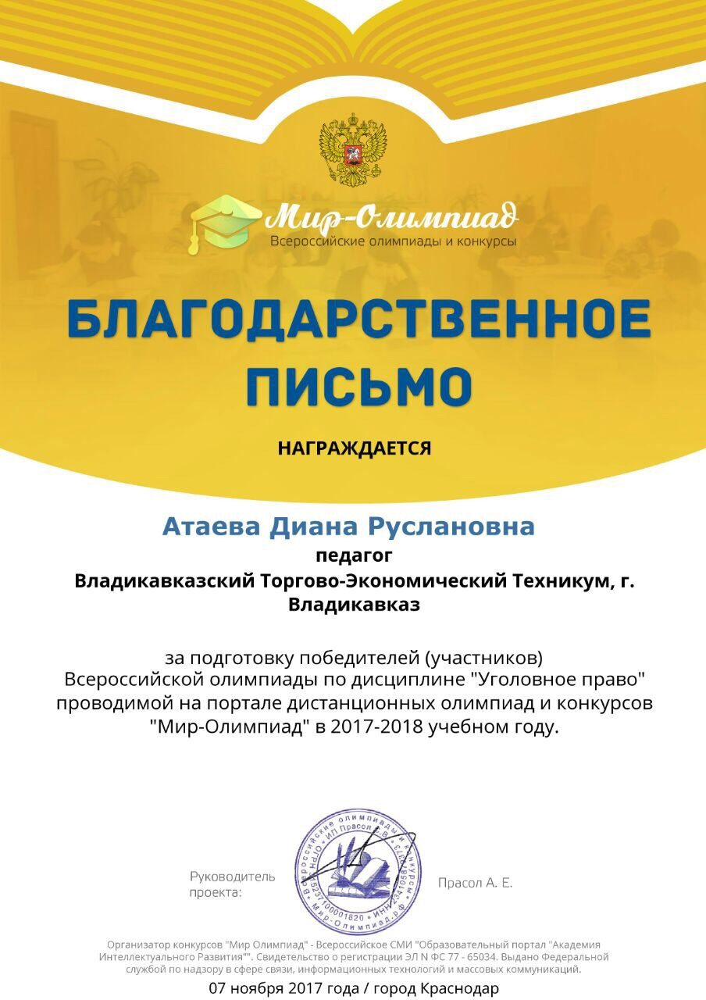 Мир-Олимпиад
Всероссийские олимпиады и конкурсы
БЛАГОДАРСТВЕННОЕ
ПИСЬМО
НАГРАЖДАЕТСЯ
Атаева Диана Руслановна
педагог
Владикавказский Торгово-Экономический Техникум, г.
Владикавказ
за подготовку победителей (участников)
Всероссийской олимпиады по дисциплине "Уголовное право"
проводимой на портале дистанционных олимпиад и конкурсов
"Мир-Олимпиад" в 2017-2018 учебном году.
Руководитель
проекта:
Всероссийские олимпиады и конкурсы
Мир-Олимпиад.рф
ИП Прасол
ОГРН
ИНН
Прасол А. Е.
Организатор конкурсов "Мир Олимпиад" - Всероссийское СМИ "Образовательный портал "Академия
Интеллектуального Развития"". Свидетельство о регистрации ЭЛ N ФС 77 - 65034. Выдано Федеральной
службой по надзору в сфере связи, информационных технологий и массовых коммуникаций.
07 ноября 2017 года / город Краснодар